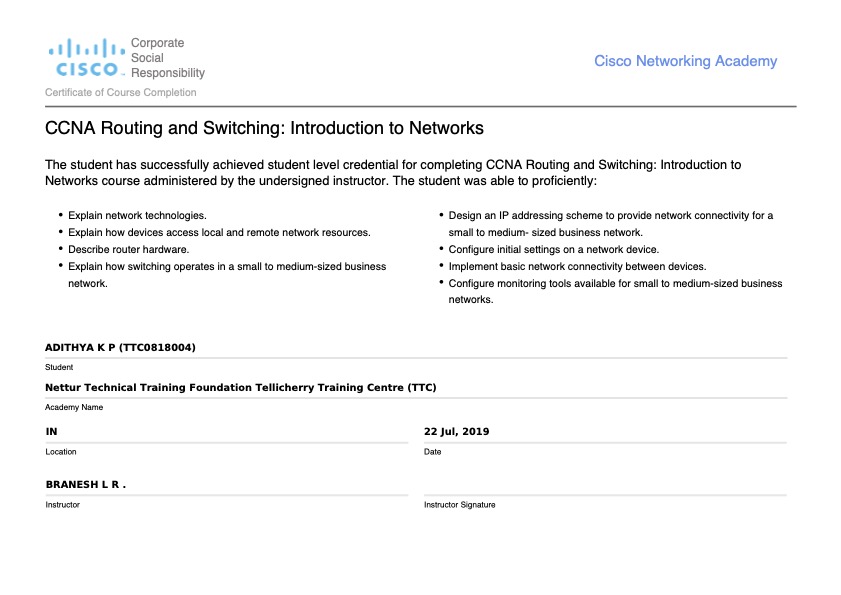 Corporate
Social
Responsibility
CISCO
Cisco Networking Academy
Certificate of Course Completion
CCNA Routing and Switching: Introduction to Networks
The student has successfully achieved student level credential for completing CCNA Routing and Switching: Introduction to
Networks course administered by the undersigned instructor. The student was able to proficiently:
• Explain network technologies.
• Explain how devices access local and remote network resources.
• Describe router hardware.
• Explain how switching operates in a small to medium-sized business
network.
• Design an IP addressing scheme to provide network connectivity for a
small to medium- sized business network.
• Configure initial settings on a network device.
• Implement basic network connectivity between devices.
• Configure monitoring tools available for small to medium-sized business
networks.
ADITHYA K P (TTC0818004)
Student
Nettur Technical Training Foundation Tellicherry Training Centre (TTC)
Academy Name
IN
Location
22 Jul, 2019
Date
BRANESH L R .
Instructor
Instructor Signature